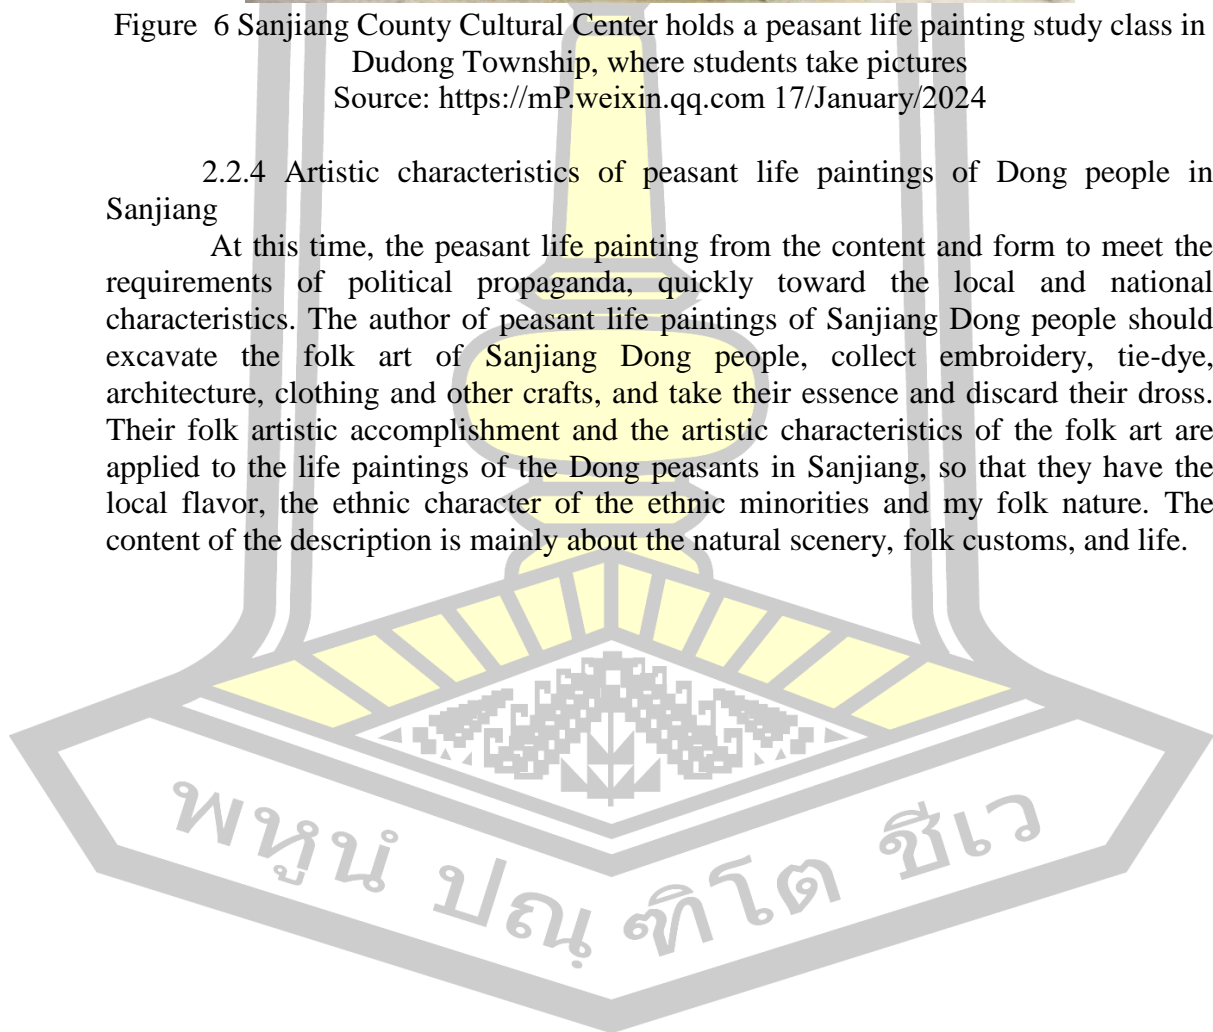 Figure 6 Sanjiang County Cultural Center holds a peasant life painting study class in
Dudong Township, where students take pictures
Source: https://mP.weixin.qq.com 17/January/2024
2.2.4 Artistic characteristics of peasant life paintings of Dong people in
Sanjiang
At this time, the peasant life painting from the content and form to meet the
requirements of political propaganda, quickly toward the local and national
characteristics. The author of peasant life paintings of Sanjiang Dong people should
excavate the folk art of Sanjiang Dong people, collect embroidery, tie-dye,
architecture, clothing and other crafts, and take their essence and discard their dross.
Their folk artistic accomplishment and the artistic characteristics of the folk art are
applied to the life paintings of the Dong peasants in Sanjiang, so that they have the
local flavor, the ethnic character of the ethnic minorities and my folk nature. The
content of the description is mainly about the natural scenery, folk customs, and life.
พหูนํ ปณฺฑิโต ชีเว